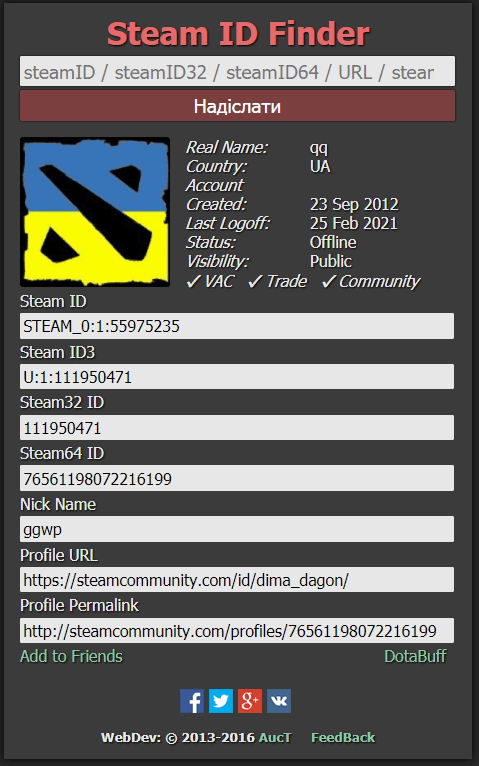 Steam ID Finder
steamID / steamID32 / steamID64 / URL / stear
Надіслати
Real Name: qq
Country: UA
Account
Created: 23 Sep 2012
Last Logoff: 25 Feb 2021
Status: Offline
Visibility: Public
✓ VAC ✓ Trade ✓ Community
Steam ID
STEAM_0:1:55975235
Steam ID3
U:1:111950471
Steam32 ID
111950471
Steam64 ID
76561198072216199
Nick Name
ggwp
Profile URL
https://steamcommunity.com/id/dima_dagon/
Profile Permalink
http://steamcommunity.com/profiles/76561198072216199
Add to Friends DotaBuff
WebDev: © 2013-2016 AucT FeedBack